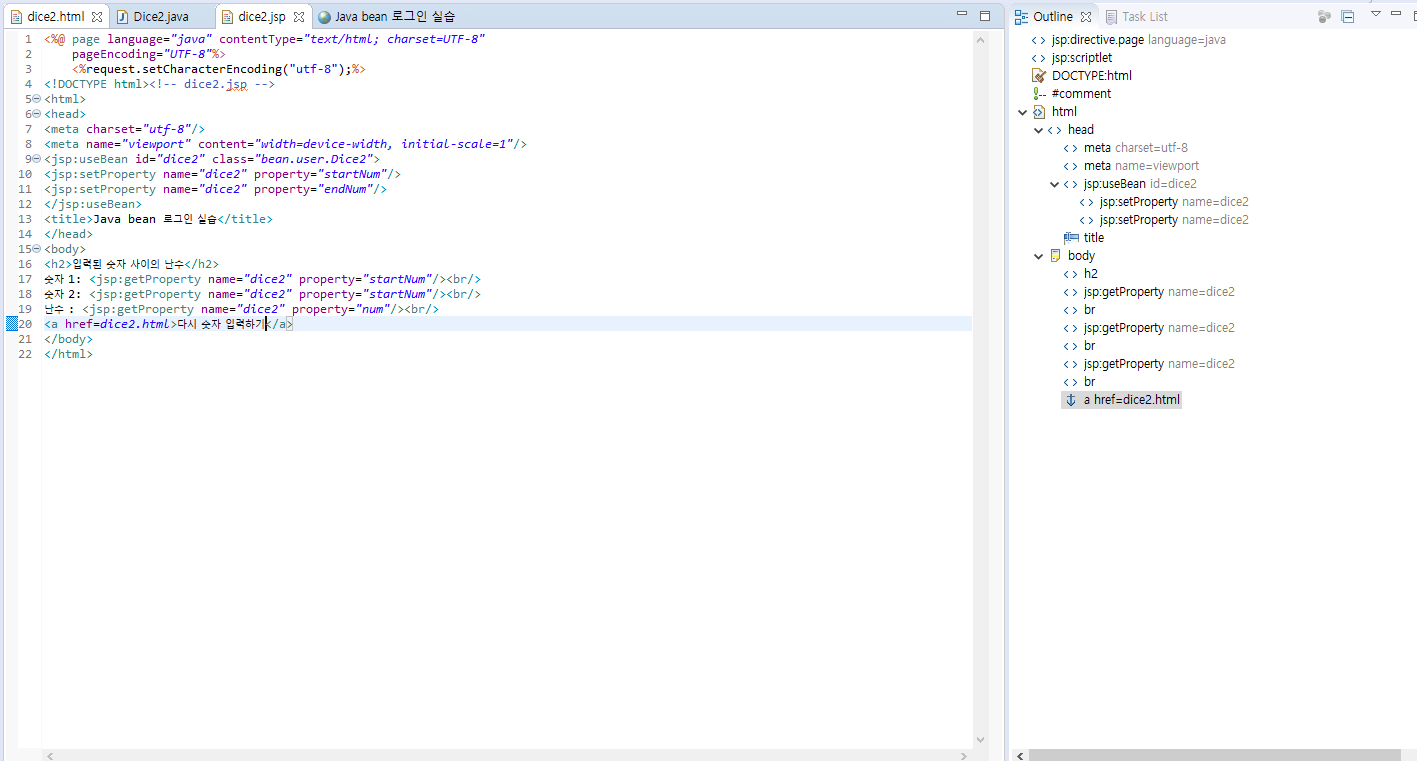 dice2.html
Dice2.java
dice2.jsp
Java bean 로그인 실습
1 <%@ page language="java" contentType="text/html; charset=UTF-8"
2 pageEncoding="UTF-8"%>
3 <%request.setCharacterEncoding("utf-8");%>
4 <!DOCTYPE html><!-- dice2.jsp -->
5 <html>
6 <head>
7 <meta charset="utf-8"/>
8 <meta name="viewport" content="width=device-width, initial-scale=1"/>
9 <jsp:useBean id="dice2" class="bean.user.Dice2">
10 <jsp:setProperty name="dice2" property="startNum"/>
11 <jsp:setProperty name="dice2" property="endNum"/>
12 </jsp:useBean>
13 <title>Java bean 로그인 실습</title>
14 </head>
15 <body>
16 <h2>입력된 숫자 사이의 난수</h2>
17 숫자 1: <jsp:getProperty name="dice2" property="startNum"/><br/>
18 숫자 2: <jsp:getProperty name="dice2" property="startNum"/><br/>
19 난수 : <jsp:getProperty name="dice2" property="num"/><br/>
20 <a href=dice2.html>다시 숫자 입력하기</a>
21 </body>
22 </html>
Outline
Task List
jsp:directive.page language=java
jsp:scriptlet
DOCTYPE:html
#comment
html
head
meta charset=utf-8
meta name=viewport
jsp:useBean id=dice2
jsp:setProperty name=dice2
jsp:setProperty name=dice2
title
body
h2
jsp:getProperty name=dice2
br
jsp:getProperty name=dice2
br
jsp:getProperty name=dice2
br
a href=dice2.html